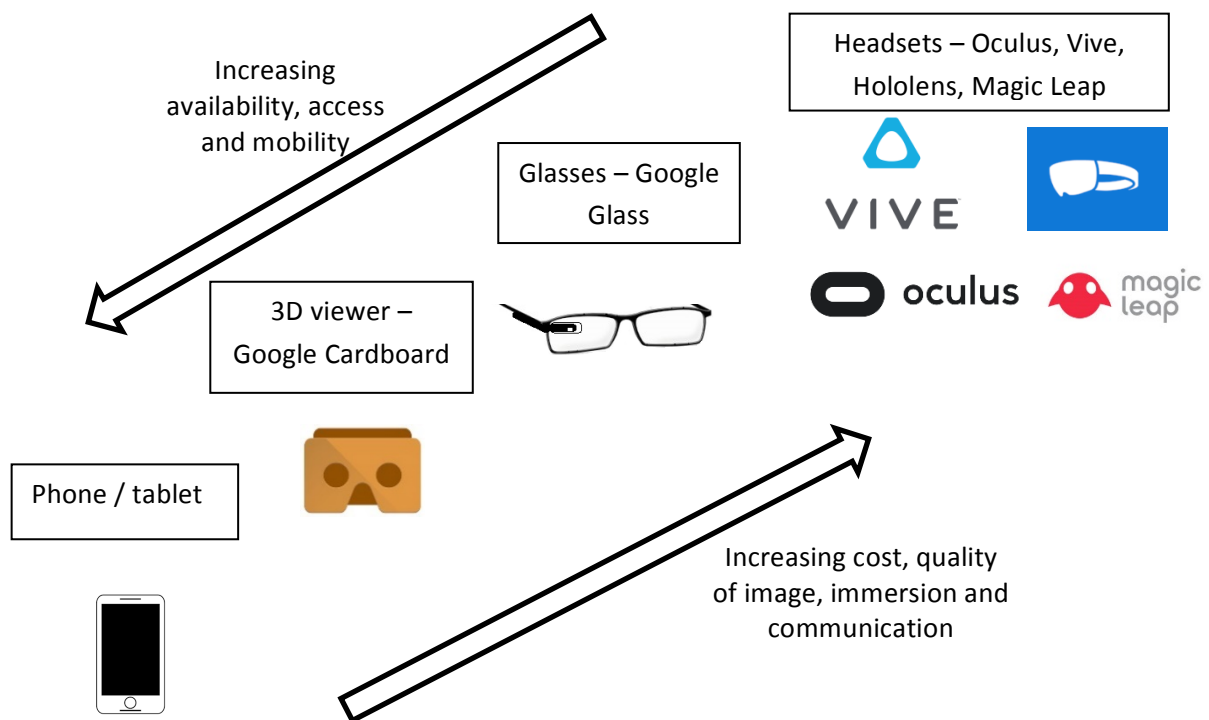 Increasing
availability, access
and mobility
Headsets – Oculus, Vive,
Hololens, Magic Leap
Glasses – Google
Glass
VIVE
oculus
magic
leap
3D viewer –
Google Cardboard
Phone / tablet
Increasing cost, quality
of image, immersion and
communication